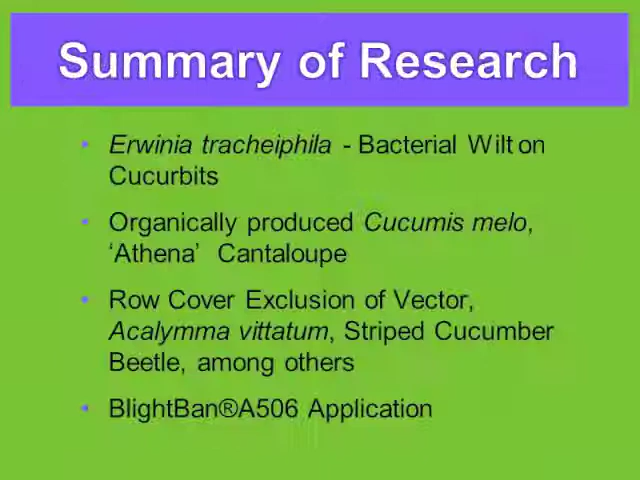 Summary of Research
• Erwinia tracheiphila - Bacterial Wilt on
Cucurbits
• Organically produced Cucumis melo,
‘Athena’ Cantaloupe
• Row Cover Exclusion of Vector,
Acalymma vittatum, Striped Cucumber
Beetle, among others
• BlightBan®A506 Application